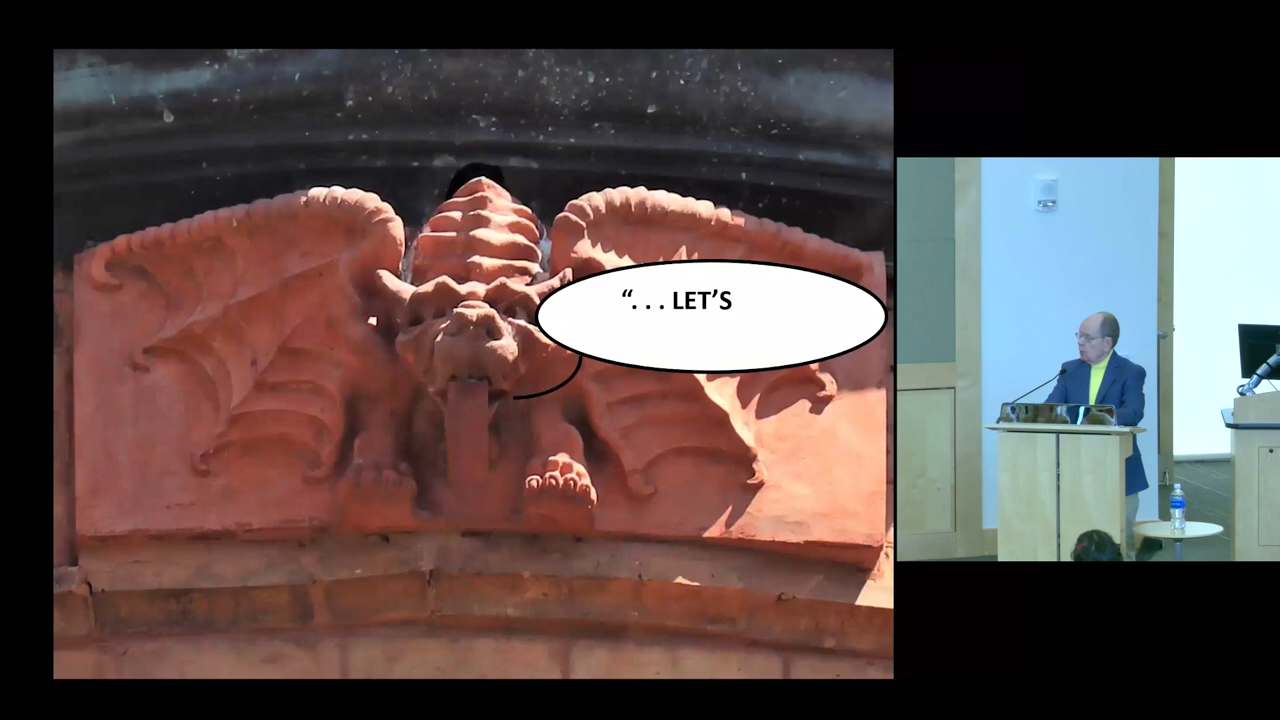 “. . . LET’S